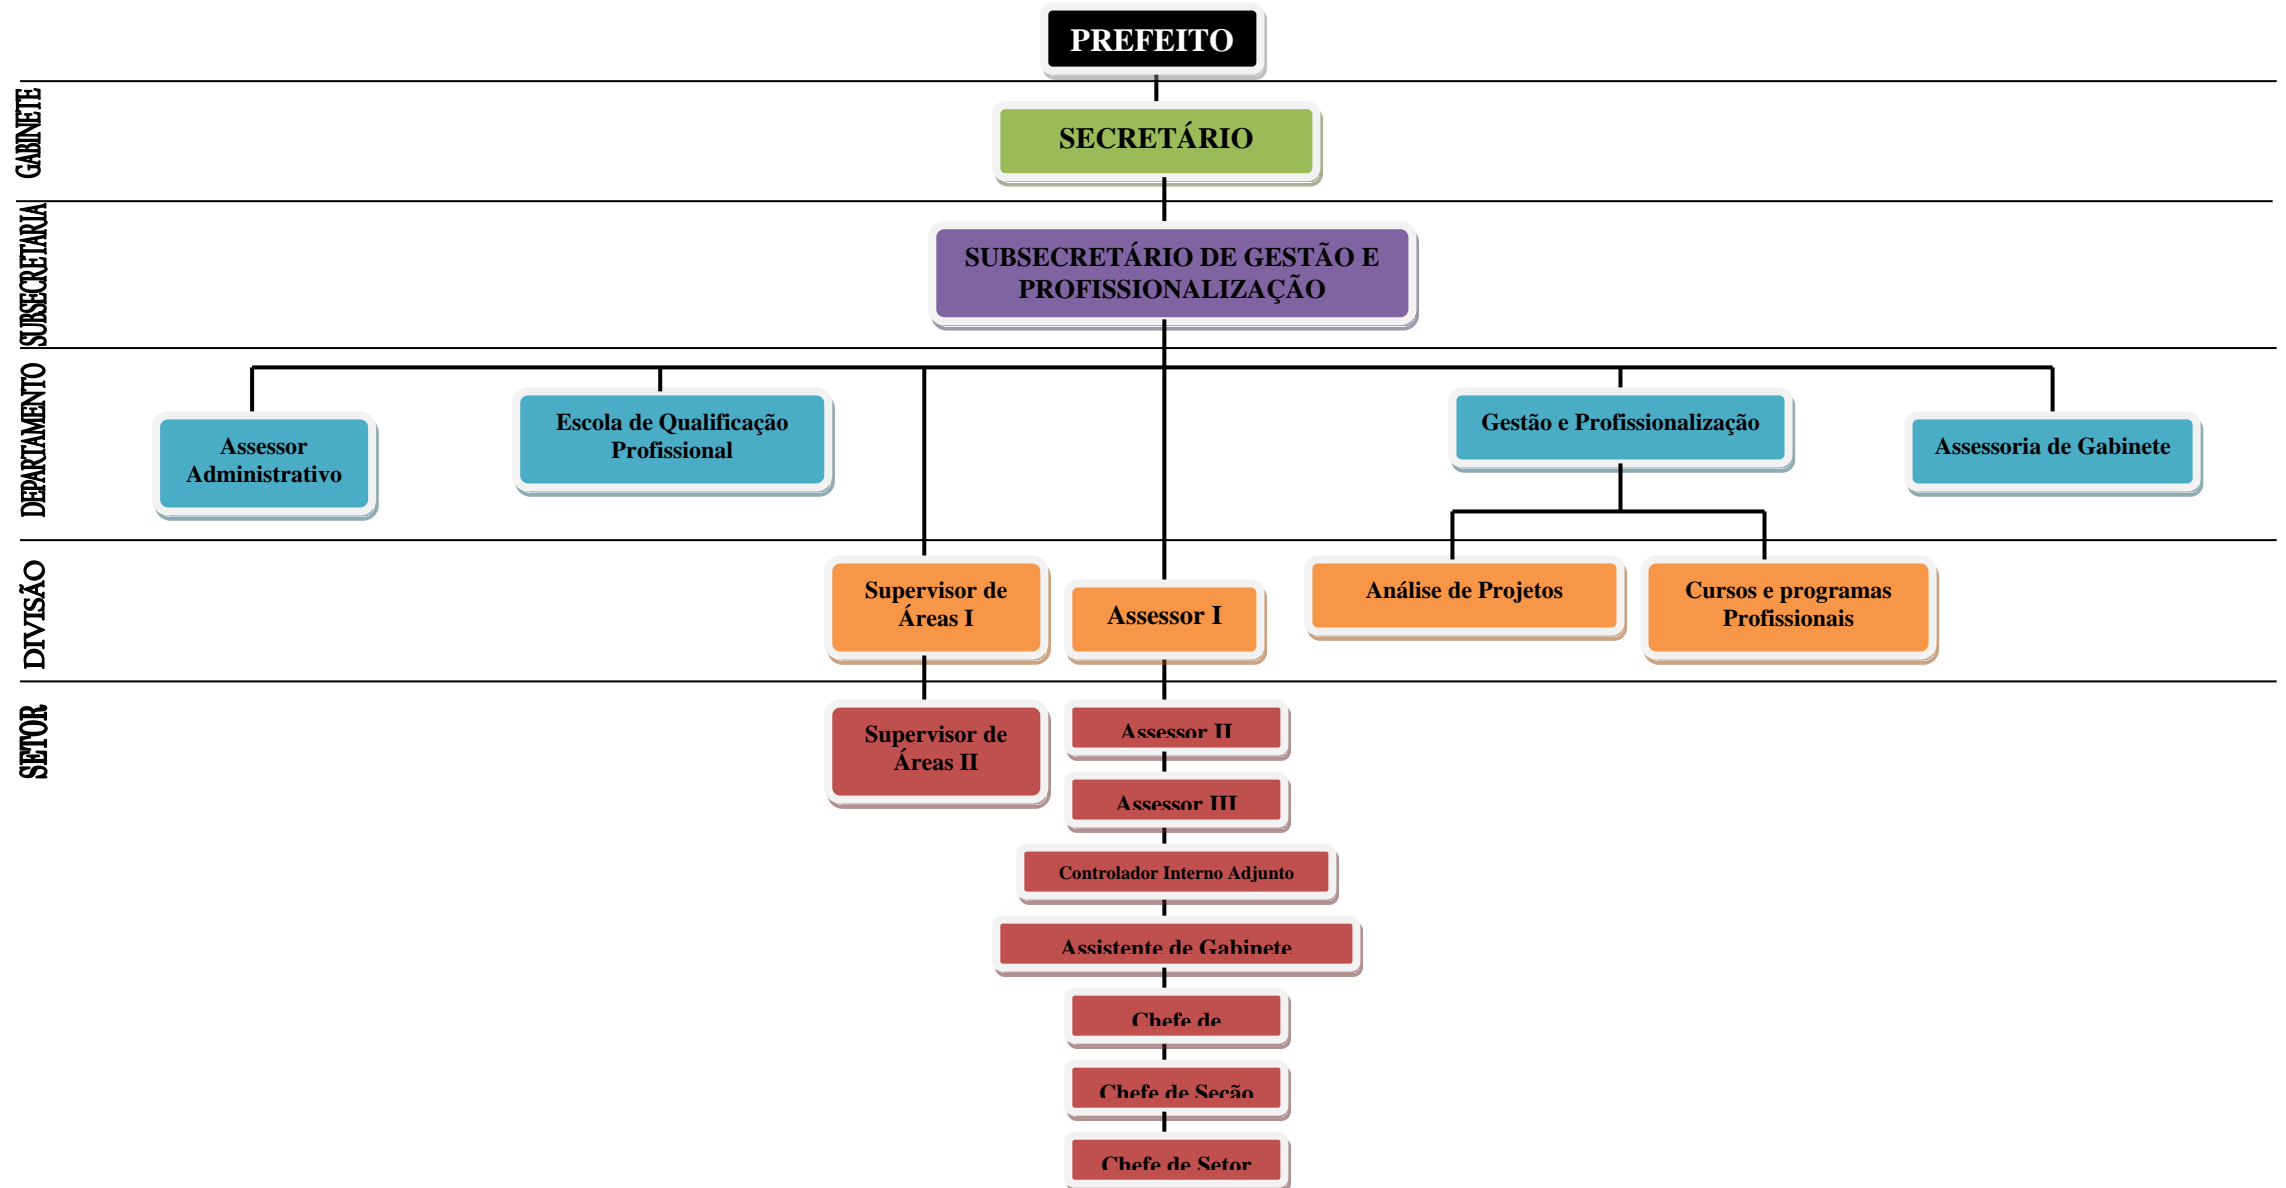 PREFEITO
GABINETE
SECRETÁRIO
SUBSECRETARIA
SUBSECRETÁRIO DE GESTÃO E
PROFISSIONALIZAÇÃO
DEPARTAMENTO
Assessor
Administrativo
Escola de Qualificação
Profissional
Gestão e Profissionalização
Assessoria de Gabinete
DIVISÃO
Supervisor de
Áreas I
Assessor I
Análise de Projetos
Cursos e programas
Profissionais
SETOR
Supervisor de
Áreas II
Assessor II
Assessor III
Controlador Interno Adjunto
Assistente de Gabinete
Chefe de
Chefe de Seção
Chefe de Setor